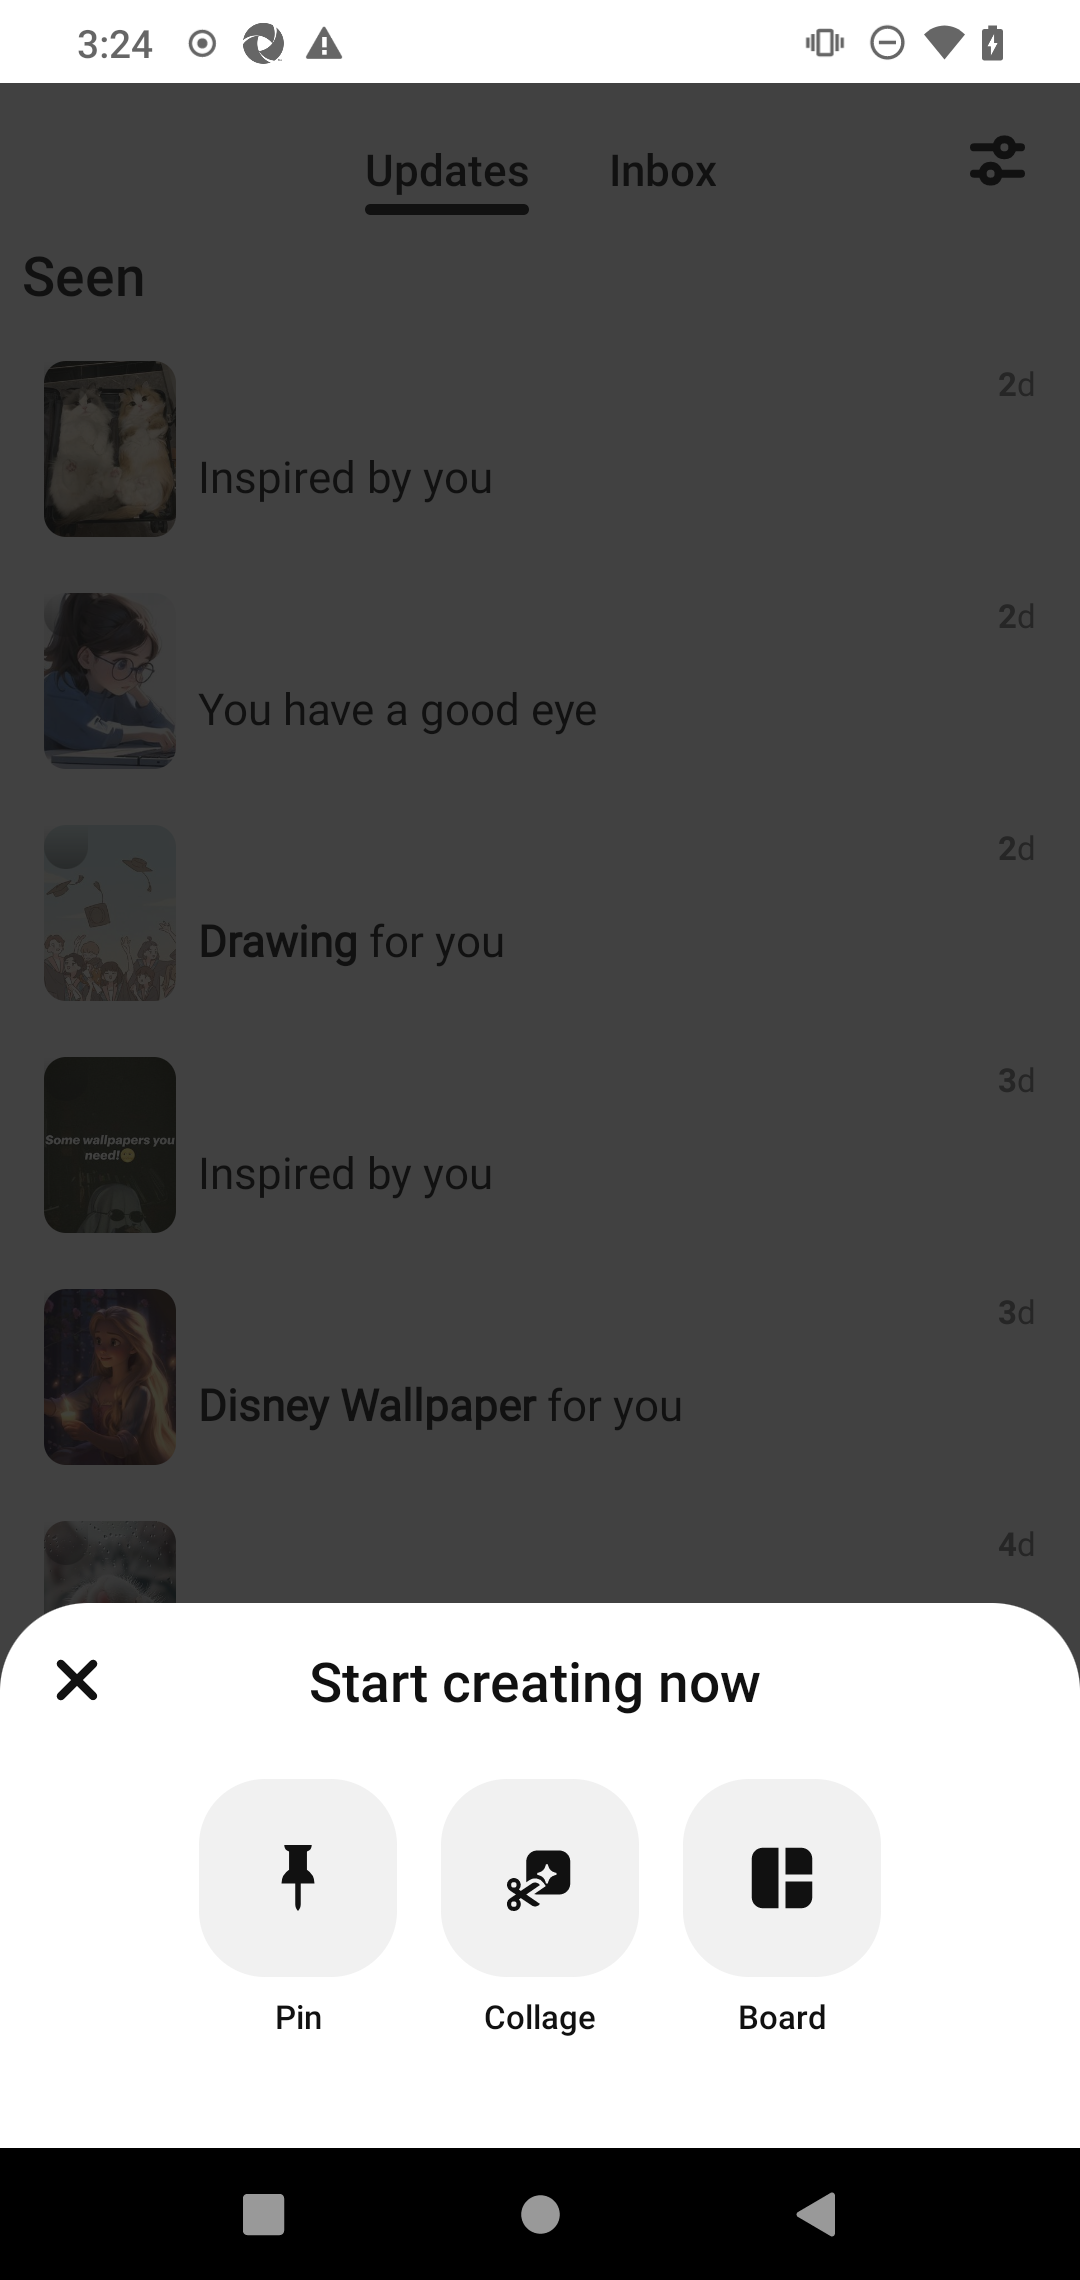 3:24
Updates
Inbox
Seen
2d
Inspired by you
2d
You have a good eye
2d
Drawing for you
3d
Some wallpapers you
need!
Inspired by you
3d
Disney Wallpaper for you
4d
Start creating now
Pin
Collage
Board